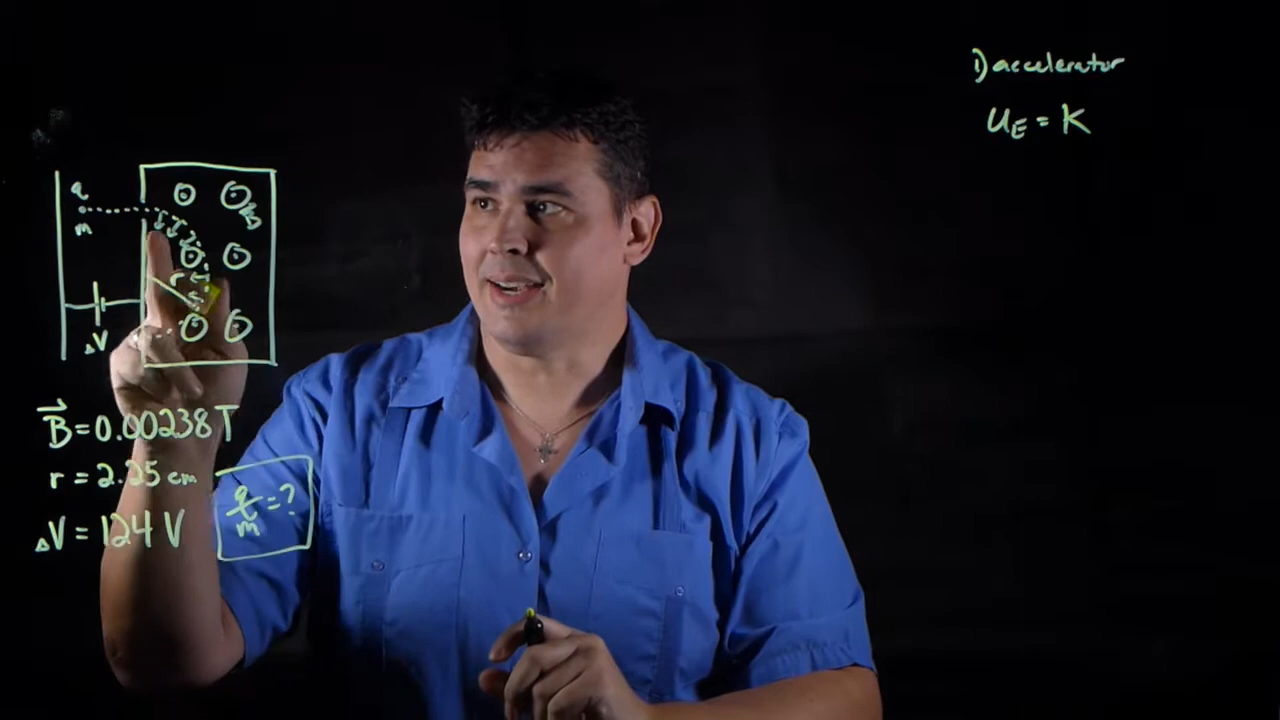 1) accelerator
U_E = K
q
m
B
r
ΔV
B⃗ = 0.00238 T
r = 2.25 cm
q/m = ?
ΔV = 124 V